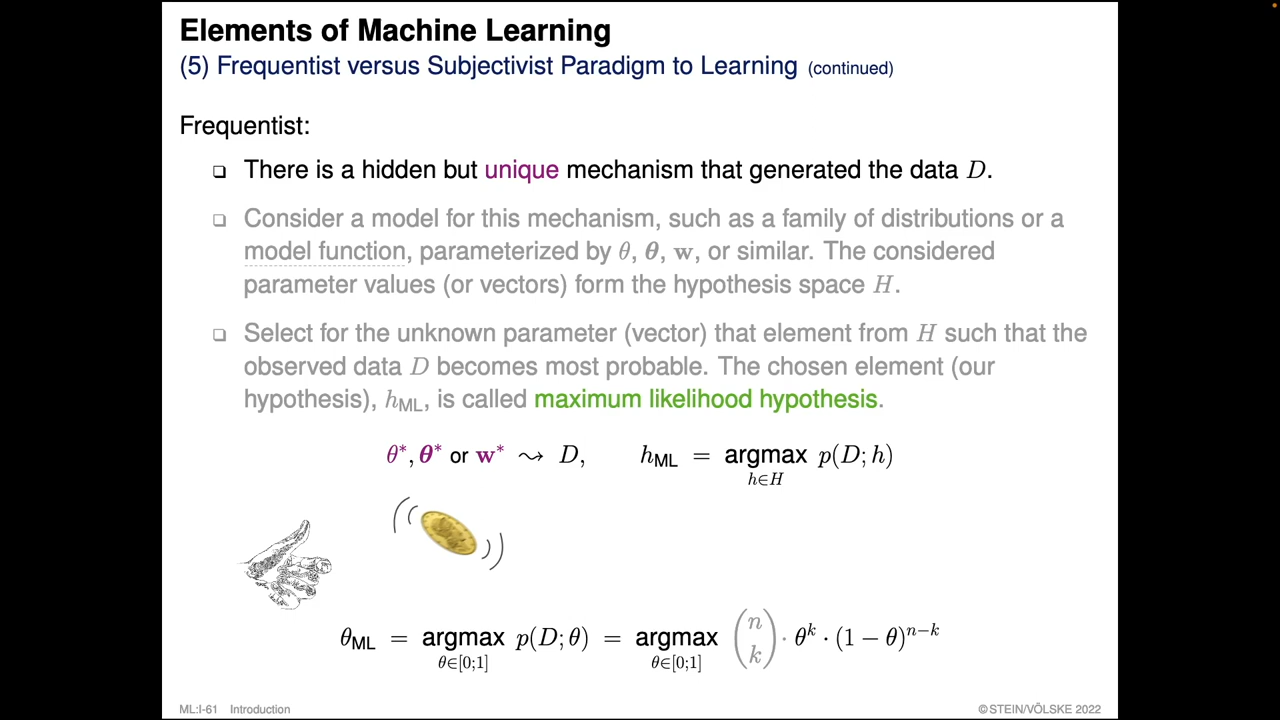 Elements of Machine Learning
(5) Frequentist versus Subjectivist Paradigm to Learning (continued)
Frequentist:
❑ There is a hidden but unique mechanism that generated the data D.
❑ Consider a model for this mechanism, such as a family of distributions or a
model function, parameterized by θ, θ, w, or similar. The considered
parameter values (or vectors) form the hypothesis space H.
❑ Select for the unknown parameter (vector) that element from H such that the
observed data D becomes most probable. The chosen element (our
hypothesis), h_ML, is called maximum likelihood hypothesis.
θ*, θ* or w* ⇝ D, h_ML = argmax_{h∈H} p(D; h)
θ_ML = argmax_{θ∈[0;1]} p(D; θ) = argmax_{θ∈[0;1]} (n k) · θ^k · (1 − θ)^{n−k}
ML:I-61 Introduction © STEIN/VÖLSKE 2022